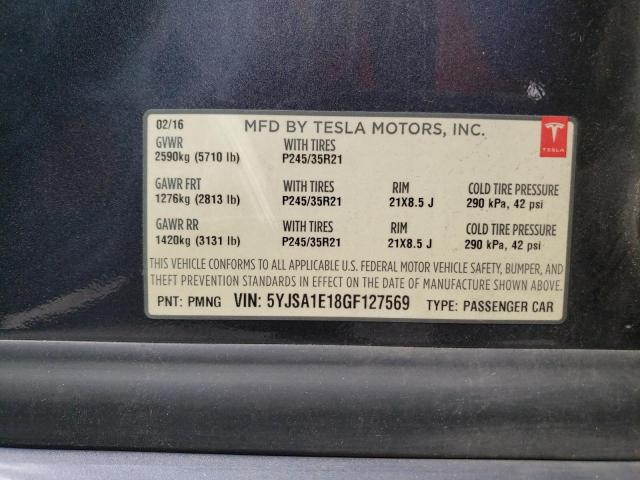 02/16 MFD BY TESLA MOTORS, INC.
TESLA
GVWR WITH TIRES
2590kg (5710 lb) P245/35R21
GAWR FRT WITH TIRES RIM COLD TIRE PRESSURE
1276kg (2813 lb) P245/35R21 21X8.5 J 290 kPa, 42 psi
GAWR RR WITH TIRES RIM COLD TIRE PRESSURE
1420kg (3131 lb) P245/35R21 21X8.5 J 290 kPa, 42 psi
THIS VEHICLE CONFORMS TO ALL APPLICABLE U.S. FEDERAL MOTOR VEHICLE SAFETY, BUMPER, AND
THEFT PREVENTION STANDARDS IN EFFECT ON THE DATE OF MANUFACTURE SHOWN ABOVE.
PNT: PMNG VIN: 5YJSA1E18GF127569 TYPE: PASSENGER CAR